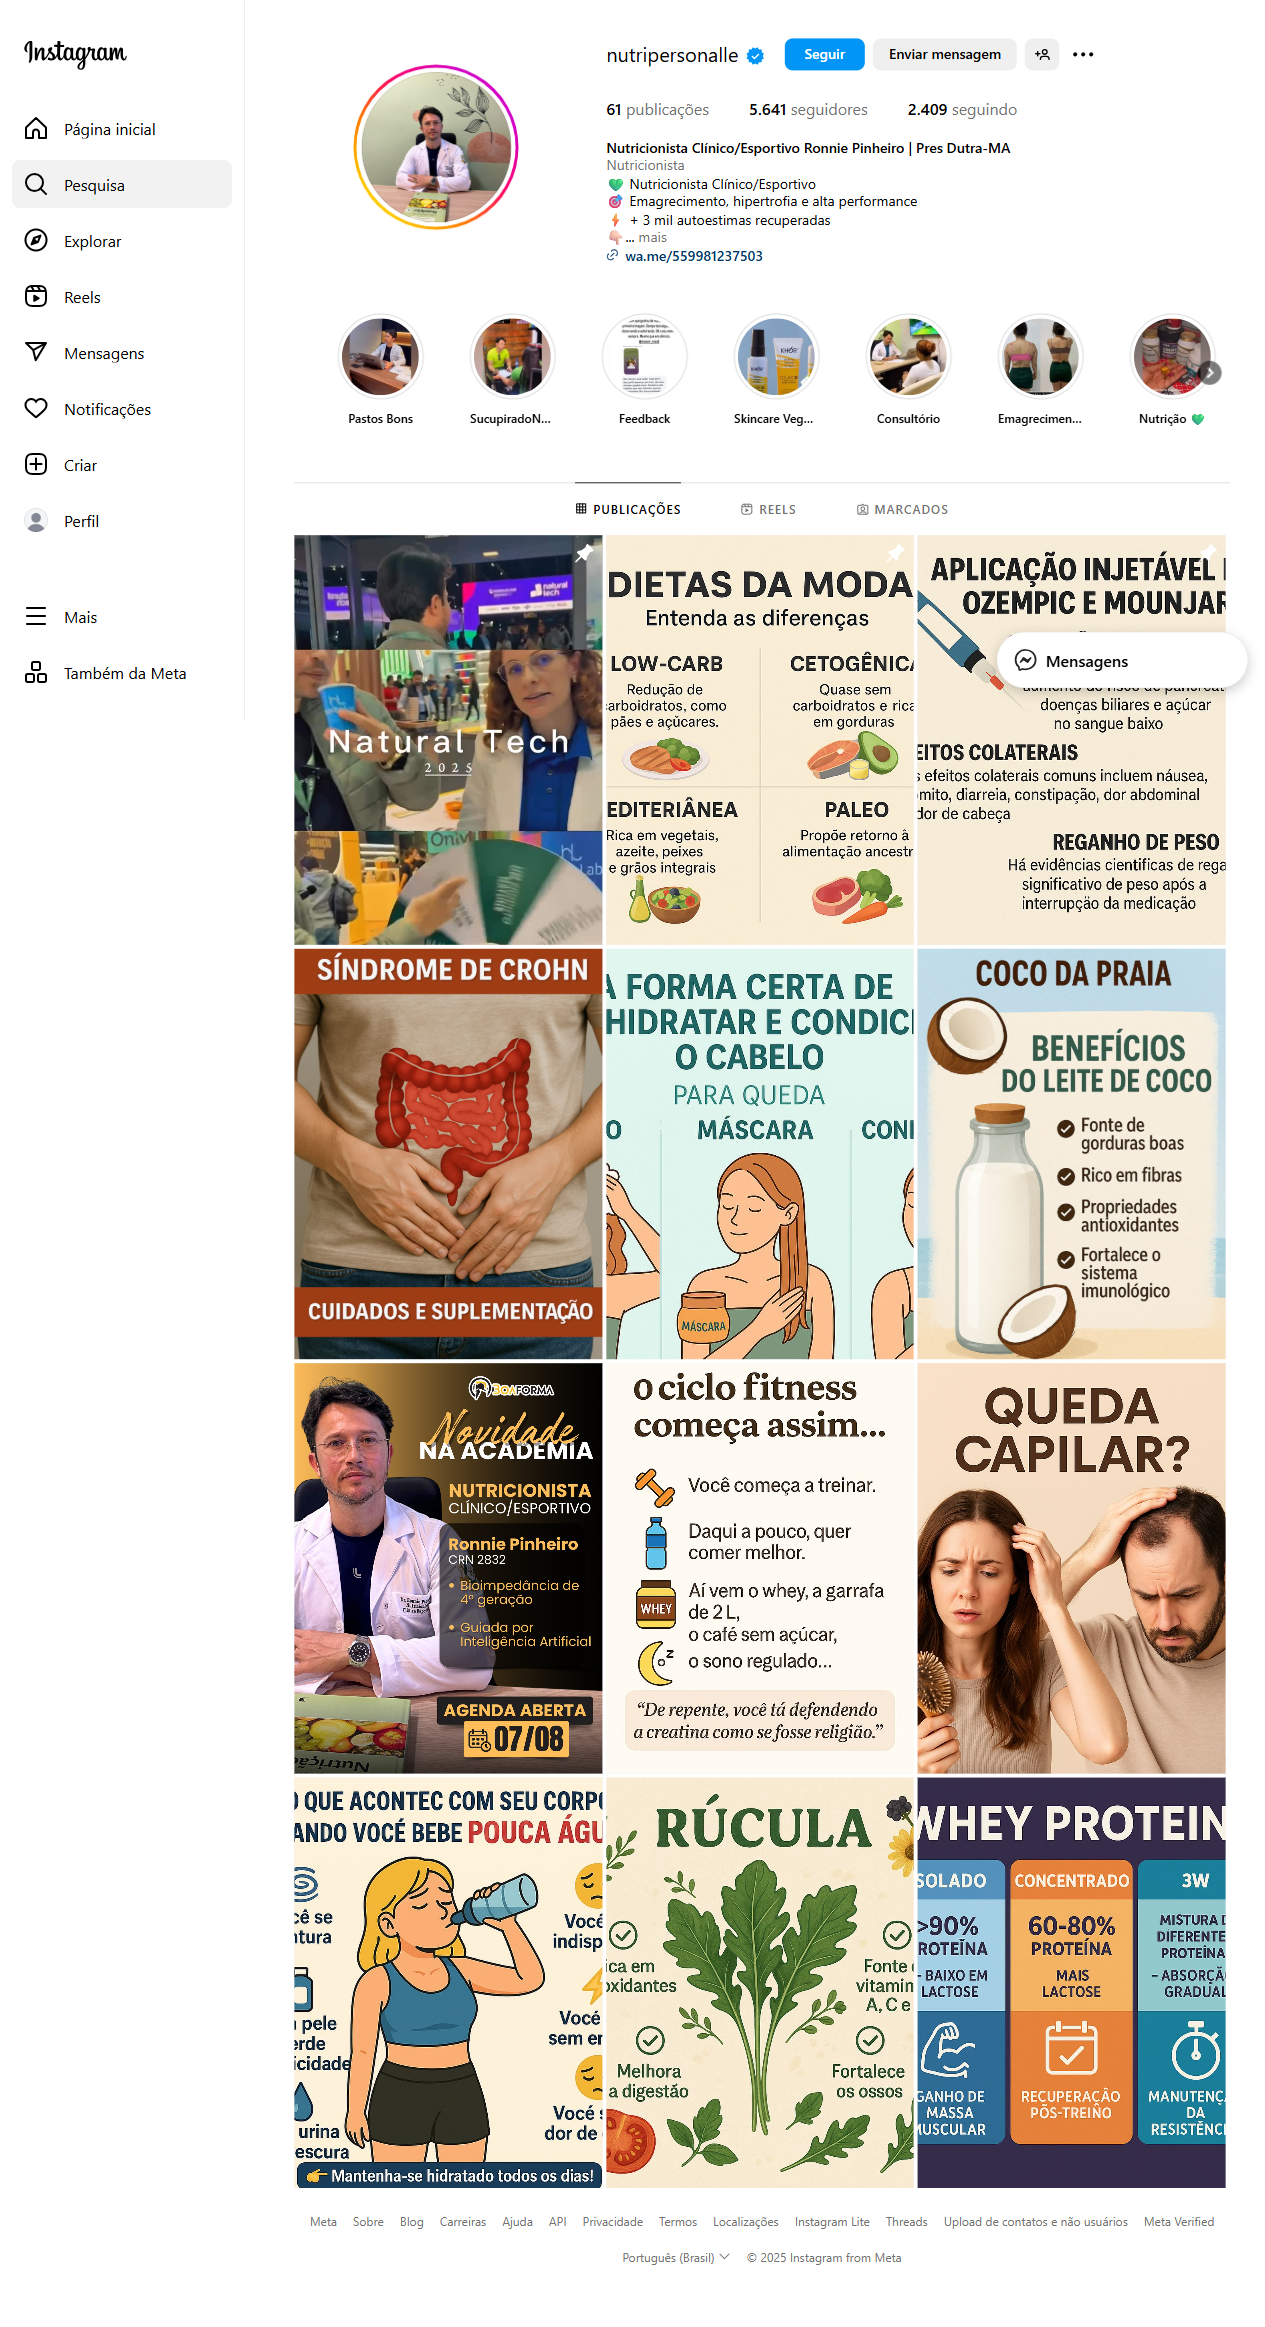 Instagram
Página inicial
Pesquisa
Explorar
Reels
Mensagens
Notificações
Criar
Perfil
Mais
Também da Meta
nutripersonalle
Seguir
Enviar mensagem
61 publicações
5.641 seguidores
2.409 seguindo
Nutricionista Clínico/Esportivo Ronnie Pinheiro | Pres Dutra-MA
Nutricionista
💚 Nutricionista Clínico/Esportivo
🎯 Emagrecimento, hipertrofia e alta performance
⚡ + 3 mil autoestimas recuperadas
👇... mais
wa.me/559981237503
KHÔR
Pastos Bons
SucupiradoN...
Feedback
Skincare Veg...
Consultório
Emagrecimen...
Nutrição 💚
PUBLICAÇÕES
REELS
MARCADOS
natural
tech
Natural Tech
2025
DIETAS DA MODA
Entenda as diferenças
LOW-CARB
Redução de
carboidratos, como
pães e açúcares.
CETOGÊNICA
Quase sem
carboidratos e rica
em gorduras
EDITERIÂNEA
Rica em vegetais,
azeite, peixes
e grãos integrais
PALEO
Propõe retorno à
alimentação ancestr
APLICAÇÃO INJETÁVEL
OZEMPIC E MOUNJAR
Mensagens
aumento do risco de pancreat
doenças biliares e açúcar
no sangue baixo
EITOS COLATERAIS
s efeitos colaterais comuns incluem náusea,
ômito, diarreia, constipação, dor abdominal
dor de cabeça
REGANHO DE PESO
Há evidências cientificas de rega
significativo de peso após a
interrupção da medicação
SÍNDROME DE CROHN
CUIDADOS E SUPLEMENTAÇÃO
A FORMA CERTA DE
HIDRATAR E CONDICI
O CABELO
PARA QUEDA
O
MÁSCARA
CONI
MÁSCARA
COCO DA PRAIA
BENEFÍCIOS
DO LEITE DE COCO
Fonte de
gorduras boas
Rico em fibras
Propriedades
antioxidantes
Fortalece o
sistema
imunológico
BOAFORMA
Novidade
NA ACADEMIA
NUTRICIONISTA
CLÍNICO/ESPORTIVO
Ronnie Pinheiro
CRN 2832
• Bioimpedância de
4ª geração
• Guiada por
Inteligência Artificial
AGENDA ABERTA
07/08
Nutrição
O ciclo fitness
começa assim...
Você começa a treinar.
Daqui a pouco, quer
comer melhor.
WHEY
Aí vem o whey, a garrafa
de 2 L,
o café sem açúcar,
o sono regulado...
“De repente, você tá defendendo
a creatina como se fosse religião.”
QUEDA
CAPILAR?
O QUE ACONTEC COM SEU CORPO
ANDO VOCÊ BEBE POUCA ÁGU
cê se
ntura
Você
indisp
a pele
erde
icidade
Você
sem en
urina
escura
Você s
dor de
👉 Mantenha-se hidratado todos os dias!
RÚCULA
ica em
oxidantes
Fonte
vitamin
A, C e
Melhora
a digestão
Fortalece
os ossos
WHEY PROTEIN
SOLADO
CONCENTRADO
3W
>90%
ROTEÍNA
- BAIXO EM
LACTOSE
60-80%
PROTEÍNA
MAIS
LACTOSE
MISTURA D
DIFERENTE
PROTEÍNA
- ABSORÇÃ
GRADUAL
GANHO DE
MASSA
MUSCULAR
RECUPERAÇÃO
PÓS-TREINO
MANUTENÇ
DA
RESISTÊNCI
Meta
Sobre
Blog
Carreiras
Ajuda
API
Privacidade
Termos
Localizações
Instagram Lite
Threads
Upload de contatos e não usuários
Meta Verified
Português (Brasil)
© 2025 Instagram from Meta